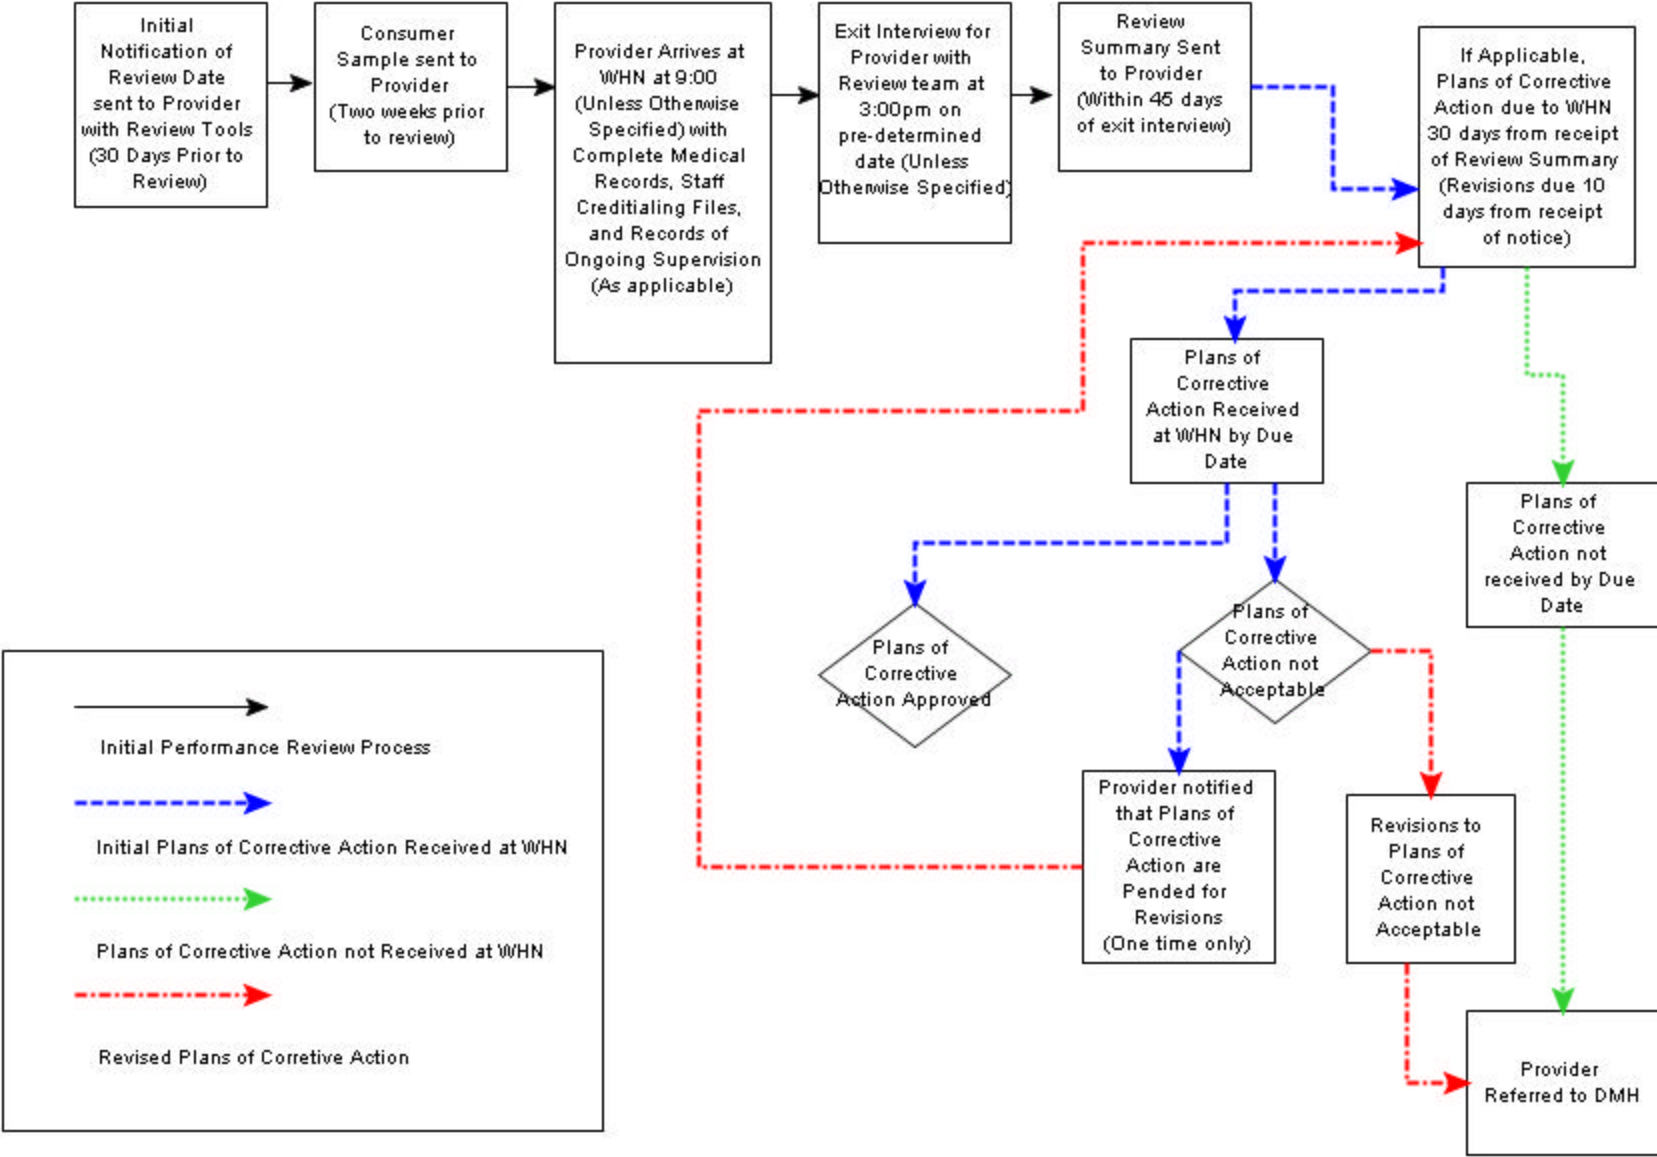 Initial
Notification of
Review Date
sent to Provider
with Review Tools
(30 Days Prior to
Review)
Consumer
Sample sent to
Provider
(Two weeks prior
to review)
Provider Arrives at
WHN at 9:00
(Unless Otherwise
Specified) with
Complete Medical
Records, Staff
Creditialing Files,
and Records of
Ongoing Supervision
(As applicable)
Exit Interview for
Provider with
Review team at
3:00pm on
pre-determined
date (Unless
Otherwise Specified)
Review
Summary Sent
to Provider
(Within 45 days
of exit interview)
If Applicable,
Plans of Corrective
Action due to WHN
30 days from receipt
of Review Summary
(Revisions due 10
days from receipt
of notice)
Plans of
Corrective
Action Received
at WHN by Due
Date
Plans of
Corrective
Action not
received by Due
Date
Plans of
Corrective
Action Approved
Plans of
Corrective
Action not
Acceptable
Provider notified
that Plans of
Corrective
Action are
Pended for
Revisions
(One time only)
Revisions to
Plans of
Corrective
Action not
Acceptable
Provider
Referred to DMH
Initial Performance Review Process
Initial Plans of Corrective Action Received at WHN
Plans of Corrective Action not Received at WHN
Revised Plans of Corretive Action